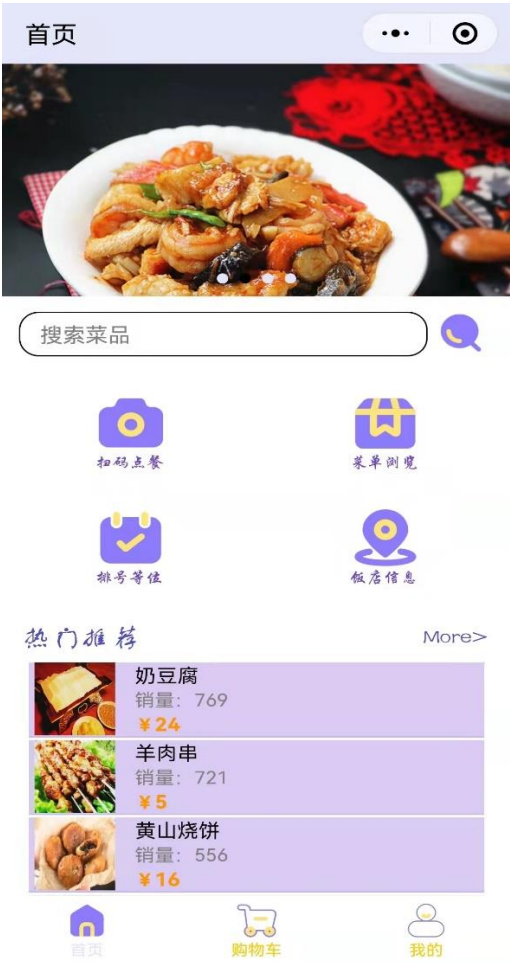 首页
搜索菜品
扫码点餐
菜单浏览
排号等位
饭店信息
热门推荐
More>
奶豆腐
销量：769
¥24
羊肉串
销量：721
¥5
黄山烧饼
销量：556
¥16
首页
购物车
我的